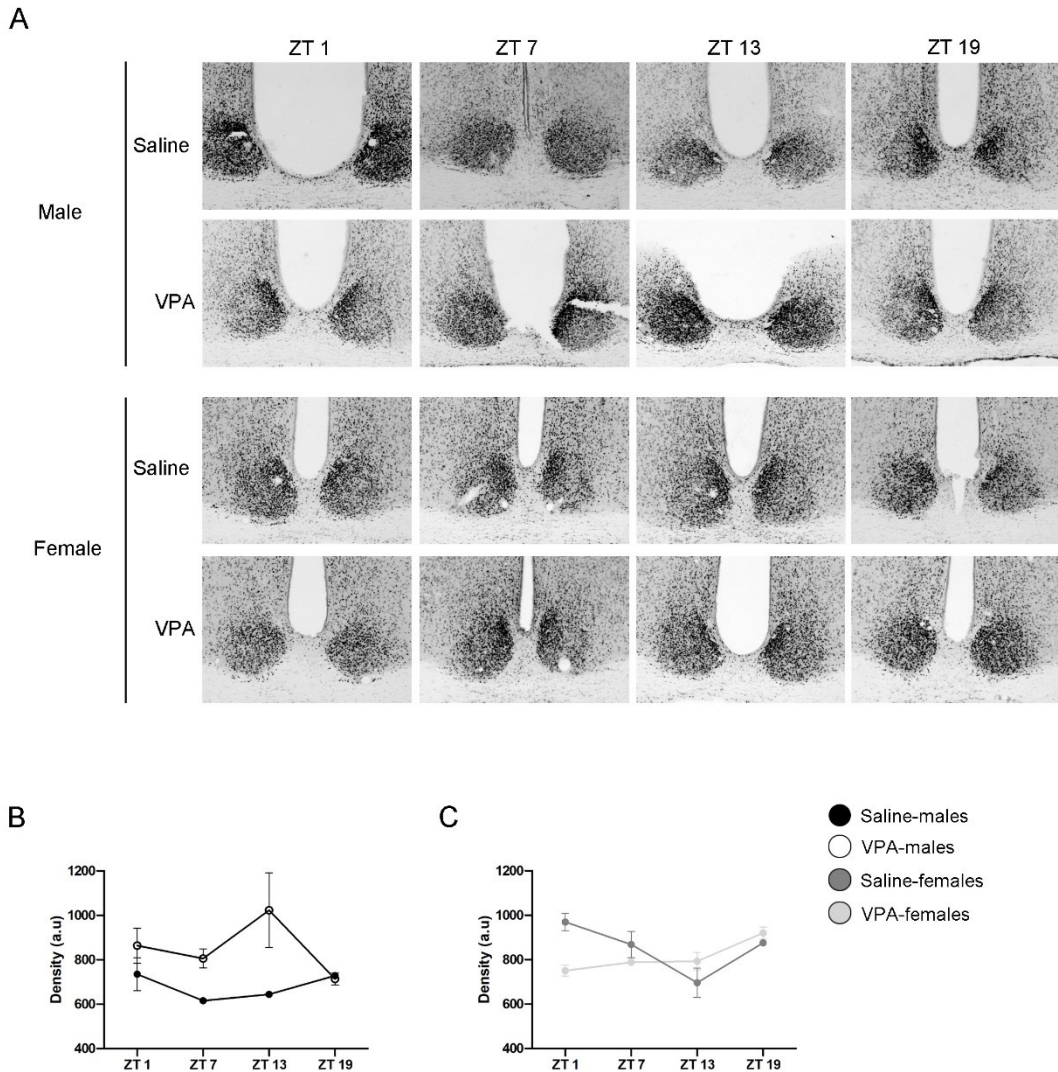 A
ZT 1 ZT 7 ZT 13 ZT 19
Male
Saline
VPA
Female
Saline
VPA
B
Density (a.u)
1200
1000
800
600
400
ZT 1 ZT 7 ZT 13 ZT 19
C
Density (a.u)
1200
1000
800
600
400
ZT 1 ZT 7 ZT 13 ZT 19
Saline-males
VPA-males
Saline-females
VPA-females